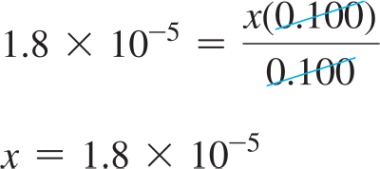 1.8 × 10⁻⁵ = x(0.100) / 0.100
x = 1.8 × 10⁻⁵